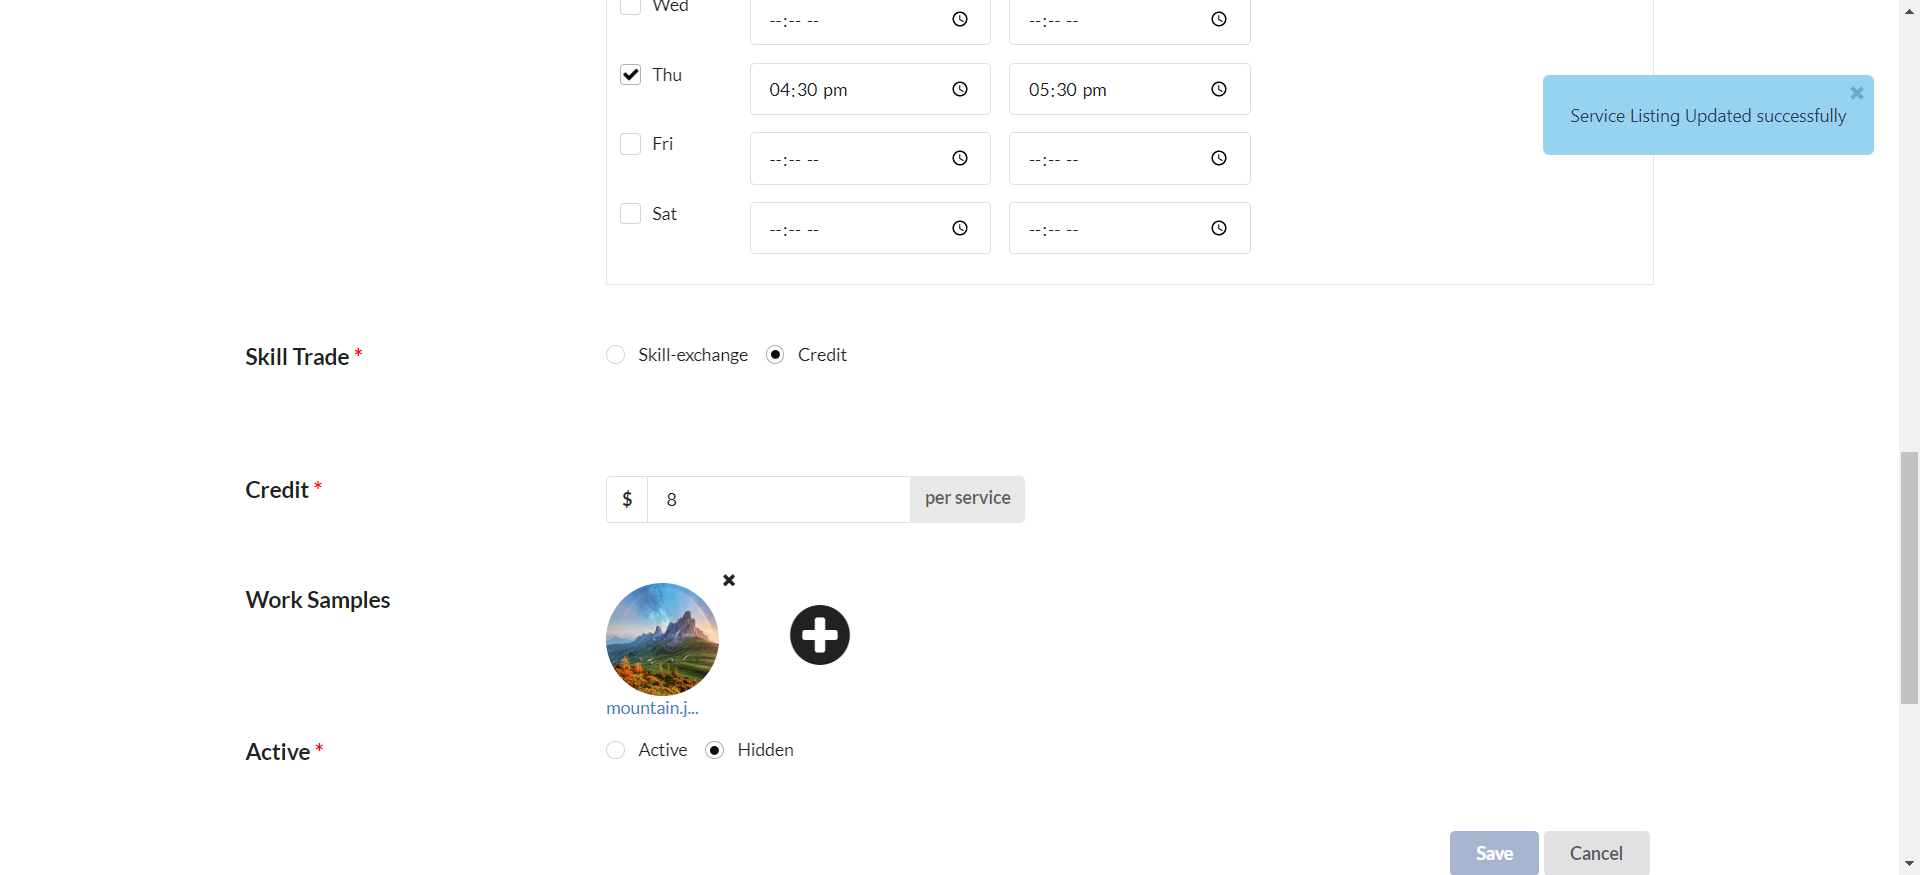 Wed --:-- -- --:-- --
Thu 04:30 pm 05:30 pm
Service Listing Updated successfully
Fri --:-- -- --:-- --
Sat --:-- -- --:-- --
Skill Trade * Skill-exchange Credit
Credit * $ 8 per service
Work Samples
mountain.j...
Active * Active Hidden
Save Cancel